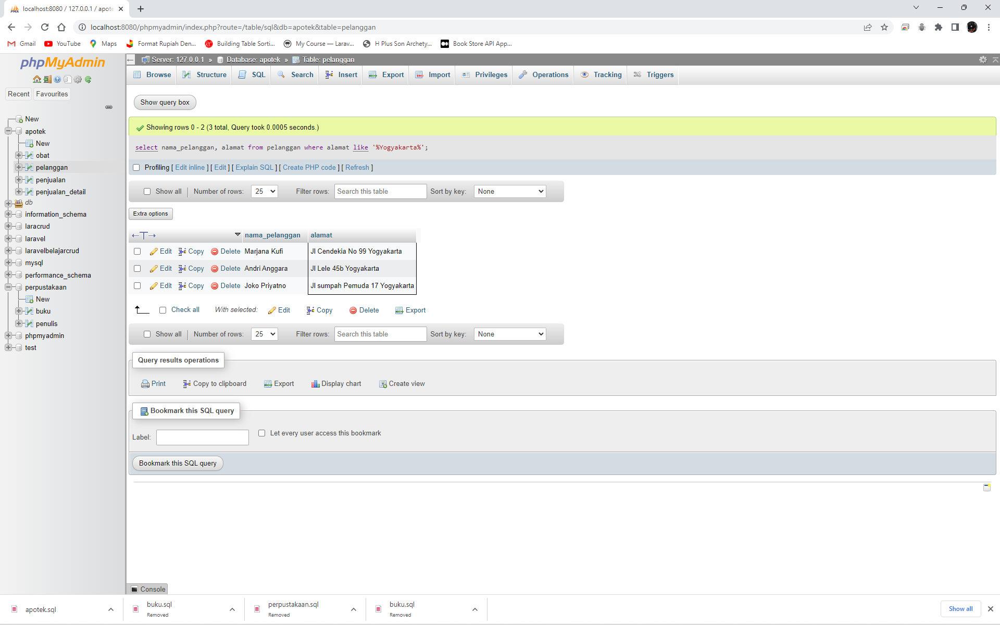 localhost:8080 / 127.0.0.1 / apote
localhost:8080/phpmyadmin/index.php?route=/table/sql&db=apotek&table=pelanggan
Gmail YouTube Maps Format Rupiah Den... Building Table Sorti... My Course — Larav... H Plus Son Archety... Book Store API App...
phpMyAdmin
Recent Favourites
New
apotek
New
obat
pelanggan
penjualan
penjualan_detail
db
information_schema
laracrud
laravel
laravelbelajarcrud
mysql
performance_schema
perpustakaan
New
buku
penulis
phpmyadmin
test
Server: 127.0.0.1 » Database: apotek » Table: pelanggan
Browse Structure SQL Search Insert Export Import Privileges Operations Tracking Triggers
Show query box
Showing rows 0 - 2 (3 total, Query took 0.0005 seconds.)
select nama_pelanggan, alamat from pelanggan where alamat like '%Yogyakarta%';
Profiling [ Edit inline ] [ Edit ] [ Explain SQL ] [ Create PHP code ] [ Refresh ]
Show all Number of rows: 25 Filter rows: Search this table Sort by key: None
Extra options
nama_pelanggan alamat
Edit Copy Delete Marjana Kufi Jl Cendekia No 99 Yogyakarta
Edit Copy Delete Andri Anggara Jl Lele 45b Yogyakarta
Edit Copy Delete Joko Priyatno Jl sumpah Pemuda 17 Yogyakarta
Check all With selected: Edit Copy Delete Export
Show all Number of rows: 25 Filter rows: Search this table Sort by key: None
Query results operations
Print Copy to clipboard Export Display chart Create view
Bookmark this SQL query
Label: Let every user access this bookmark
Bookmark this SQL query
Console
apotek.sql
buku.sql
Removed
perpustakaan.sql
Removed
buku.sql
Removed
Show all